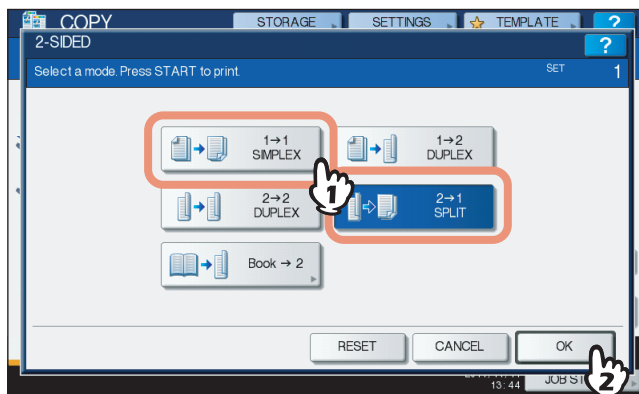 COPY STORAGE SETTINGS TEMPLATE ?
2-SIDED ?
Select a mode. Press START to print. SET 1
1→1
SIMPLEX
1→2
DUPLEX
2→2
DUPLEX
2→1
SPLIT
Book → 2
1
RESET CANCEL OK
2
13:44 JOB ST